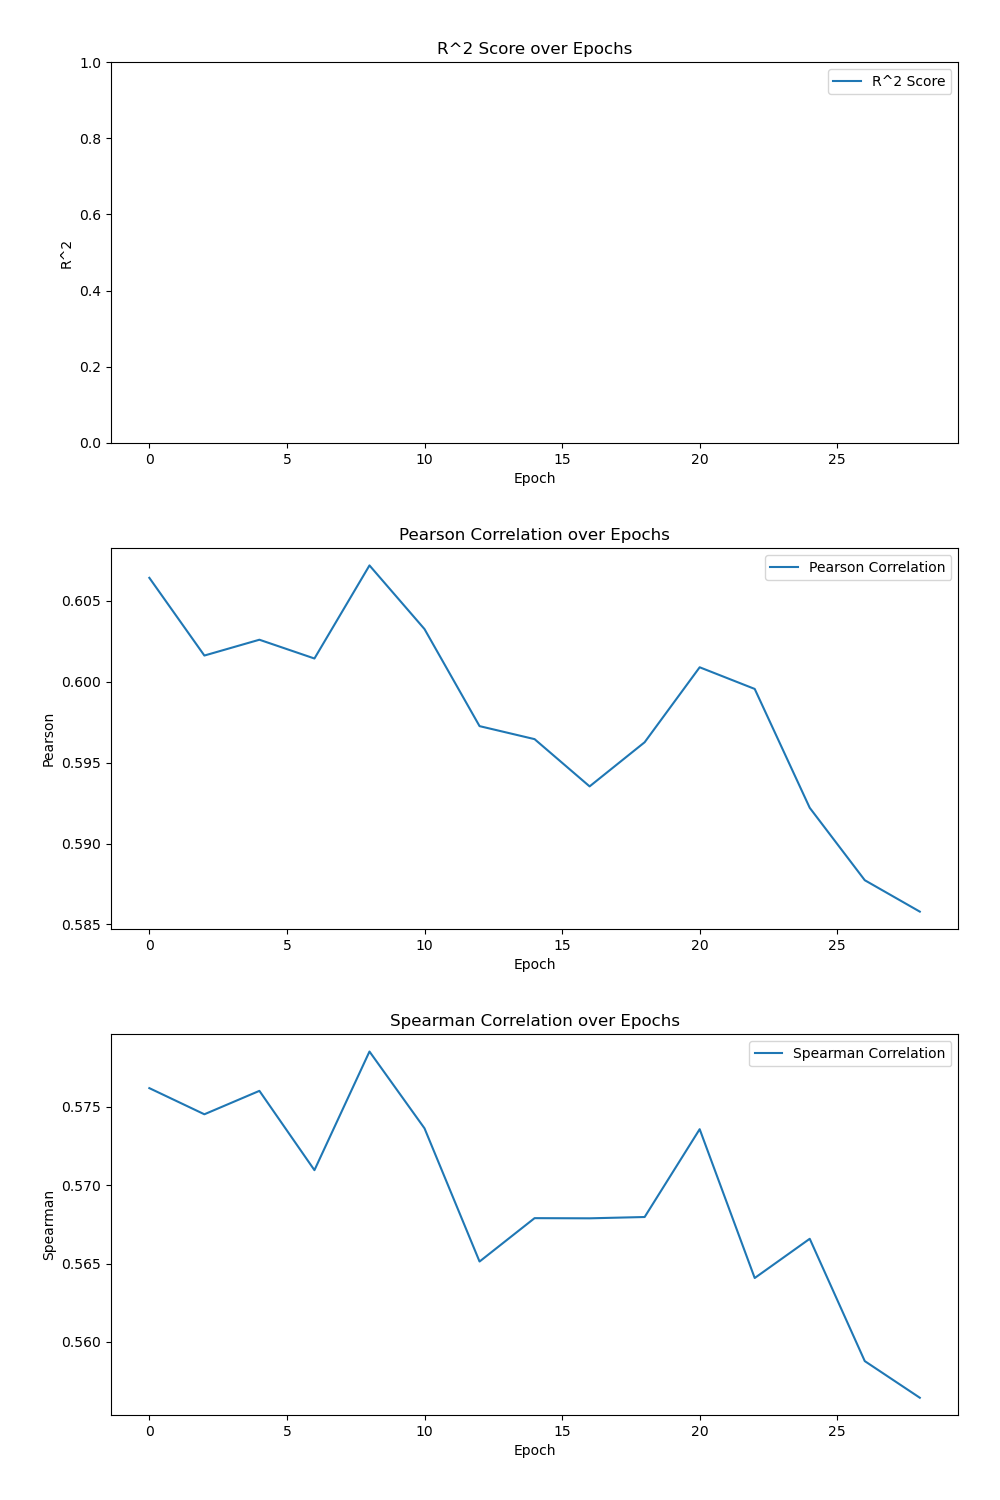 R^2 Score over Epochs
1.0
R^2 Score
0.8
0.6
R^2
0.4
0.2
0.0
0 5 10 15 20 25
Epoch
Pearson Correlation over Epochs
Pearson Correlation
0.605
0.600
Pearson
0.595
0.590
0.585
0 5 10 15 20 25
Epoch
Spearman Correlation over Epochs
Spearman Correlation
0.575
0.570
Spearman
0.565
0.560
0 5 10 15 20 25
Epoch